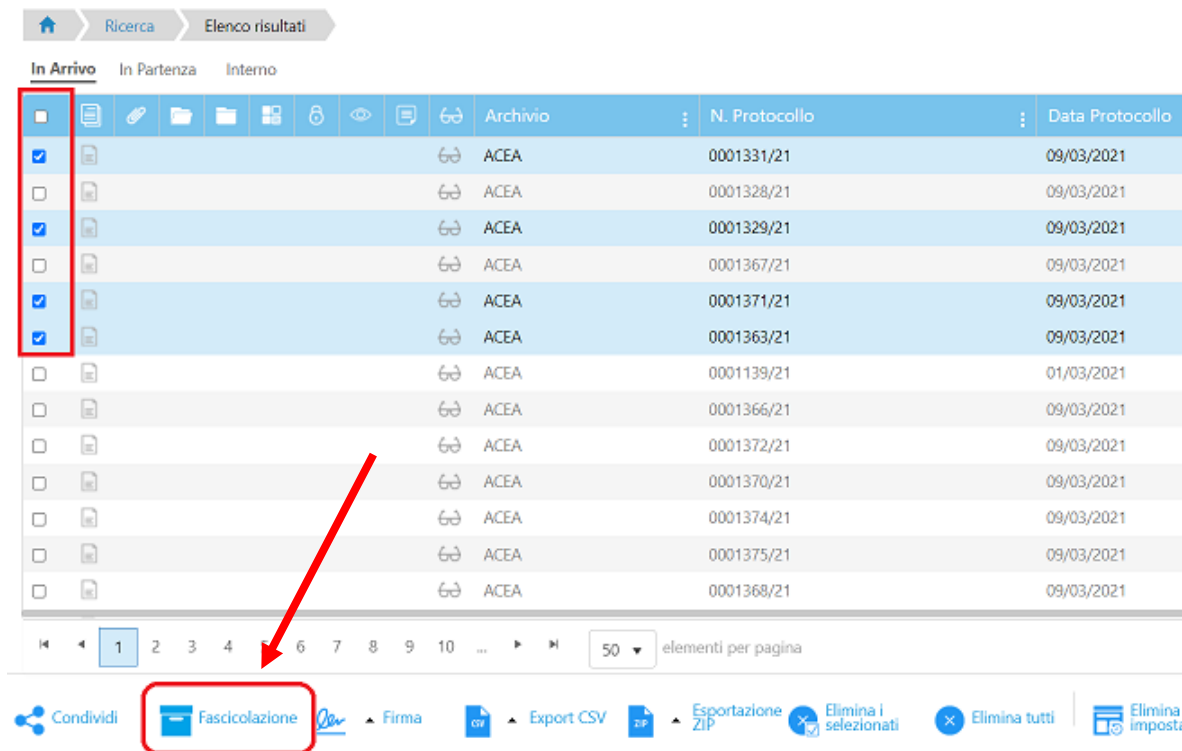 Ricerca Elenco risultati
In Arrivo In Partenza Interno
Archivio N. Protocollo Data Protocollo
ACEA 0001331/21 09/03/2021
ACEA 0001328/21 09/03/2021
ACEA 0001329/21 09/03/2021
ACEA 0001367/21 09/03/2021
ACEA 0001371/21 09/03/2021
ACEA 0001363/21 09/03/2021
ACEA 0001139/21 01/03/2021
ACEA 0001366/21 09/03/2021
ACEA 0001372/21 09/03/2021
ACEA 0001370/21 09/03/2021
ACEA 0001374/21 09/03/2021
ACEA 0001375/21 09/03/2021
ACEA 0001368/21 09/03/2021
1 2 3 4 5 6 7 8 9 10 ... 50 elementi per pagina
Condividi Fascicolazione Firma CSV Export CSV ZIP Esportazione ZIP Elimina i selezionati Elimina tutti Elimina